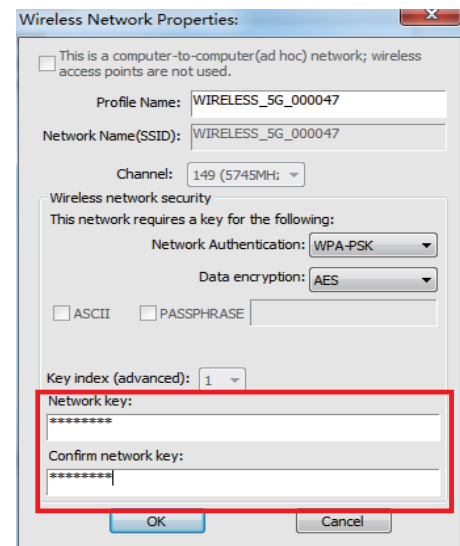 Wireless Network Properties:
This is a computer-to-computer(ad hoc) network; wireless
access points are not used.
Profile Name: WIRELESS_5G_000047
Network Name(SSID): WIRELESS_5G_000047
Channel: 149 (5745MHz
Wireless network security
This network requires a key for the following:
Network Authentication: WPA-PSK
Data encryption: AES
ASCII PASSPHRASE
Key index (advanced): 1
Network key:
********
Confirm network key:
********
OK Cancel